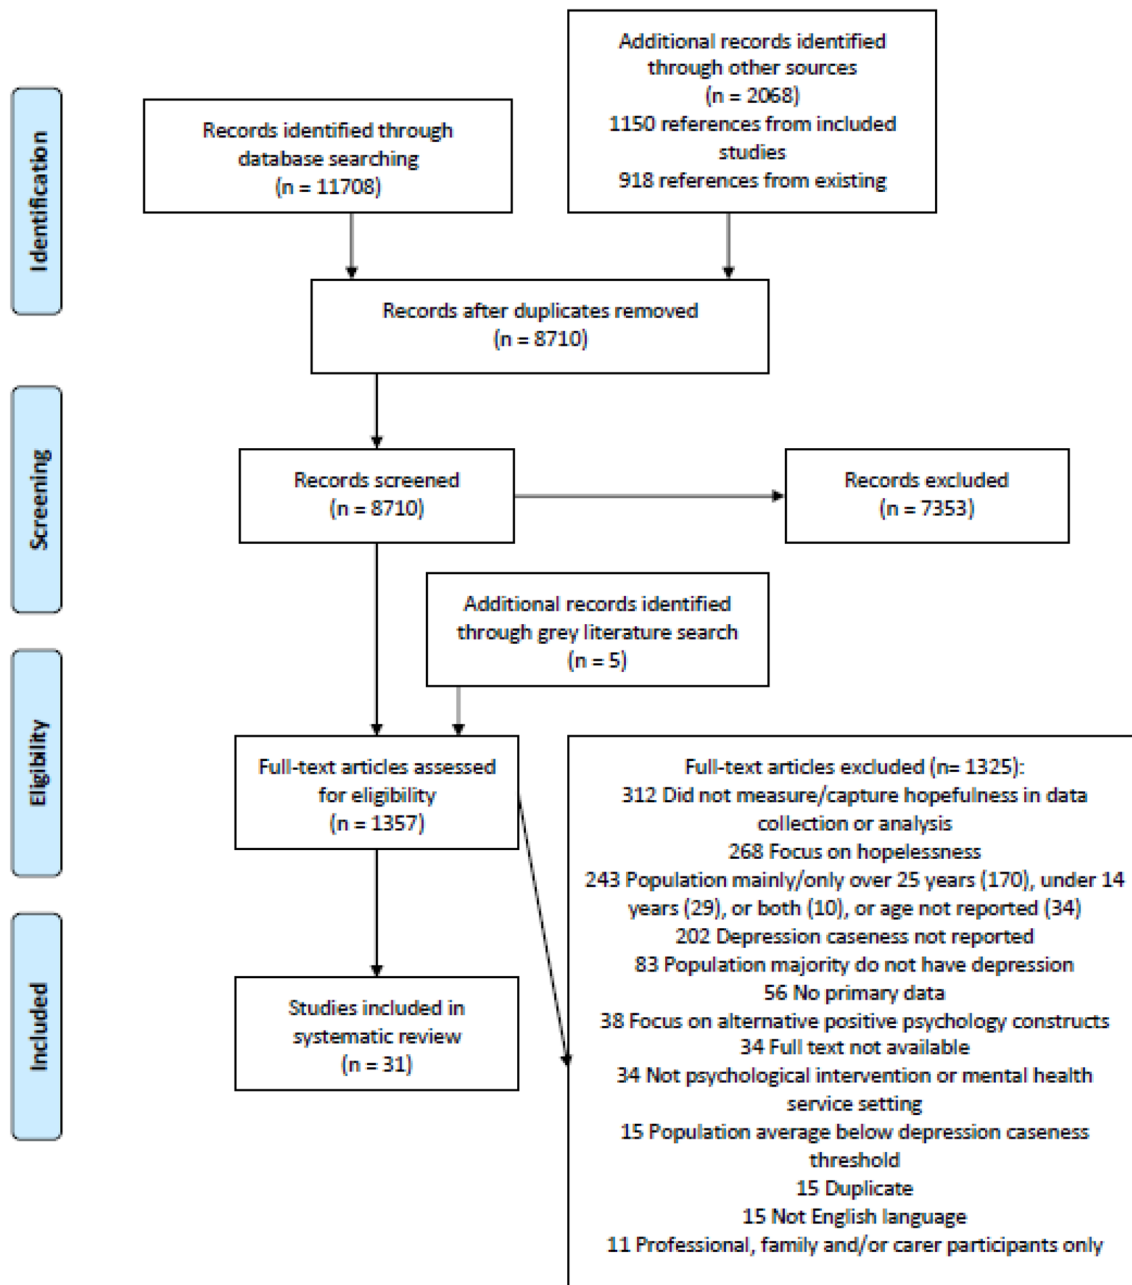 Identification
Records identified through
database searching
(n = 11708)
Additional records identified
through other sources
(n = 2068)
1150 references from included
studies
918 references from existing
Records after duplicates removed
(n = 8710)
Screening
Records screened
(n = 8710)
Records excluded
(n = 7353)
Additional records identified
through grey literature search
(n = 5)
Eligibility
Full-text articles assessed
for eligibility
(n = 1357)
Full-text articles excluded (n= 1325):
312 Did not measure/capture hopefulness in data
collection or analysis
268 Focus on hopelessness
243 Population mainly/only over 25 years (170), under 14
years (29), or both (10), or age not reported (34)
202 Depression caseness not reported
83 Population majority do not have depression
56 No primary data
38 Focus on alternative positive psychology constructs
34 Full text not available
34 Not psychological intervention or mental health
service setting
15 Population average below depression caseness
threshold
15 Duplicate
15 Not English language
11 Professional, family and/or carer participants only
Included
Studies included in
systematic review
(n = 31)